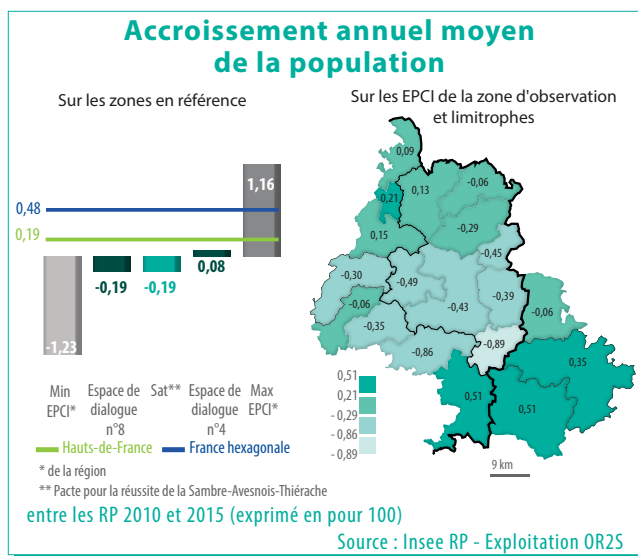 Accroissement annuel moyen
de la population
Sur les zones en référence
Sur les EPCI de la zone d'observation
et limitrophes
0,48
0,19
-1,23
-0,19
-0,19
0,08
1,16
Min
EPCI*
Espace de
dialogue
n°8
Sat**
Espace de
dialogue
n°4
Max
EPCI*
Hauts-de-France
France hexagonale
* de la région
** Pacte pour la réussite de la Sambre-Avesnois-Thiérache
0,09
0,21
0,13
-0,06
0,15
-0,29
-0,45
-0,30
-0,49
-0,39
-0,06
-0,43
-0,06
-0,35
-0,89
-0,86
0,35
0,51
0,51
0,51
0,21
-0,29
-0,86
-0,89
9 km
entre les RP 2010 et 2015 (exprimé en pour 100)
Source : Insee RP - Exploitation OR2S